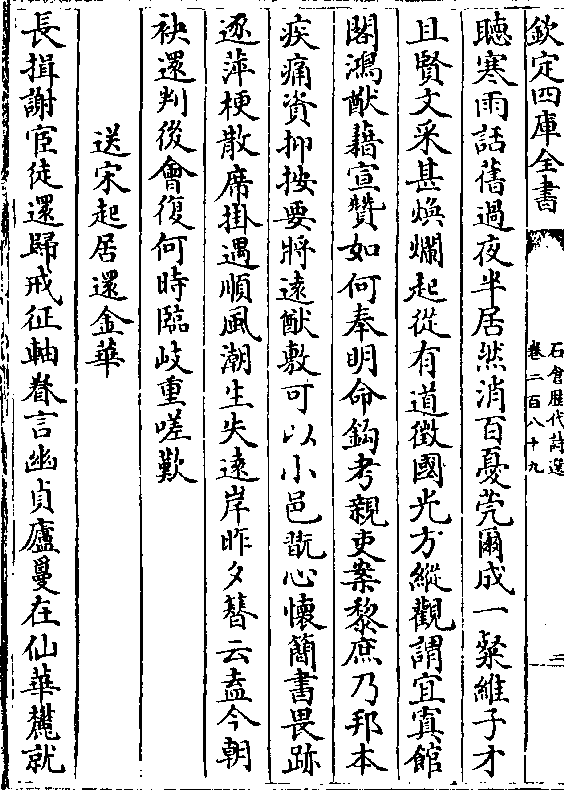 欽定四庫全書
石倉歷代詩選
卷二百八十九
二
聽寒雨話舊過夜半居然消百憂莞爾成一粲維子才
且賢文采甚煥爛起從有道徵國光方縱觀謂宜寘館
閣鴻猷藉宣贊如何奉明命鈎考親吏案黎庶乃邦本
疾痛資抑按要將遠猷敷可以小邑翫心懷簡書畏跡
逐萍梗散席掛遇順風潮生失遠岸昨夕簪云盍今朝
袂還判後會復何時臨岐重嗟歎
送宋起居還金華
長揖謝宦徒還歸戒征軸眷言幽貞廬曼在仙華麓就